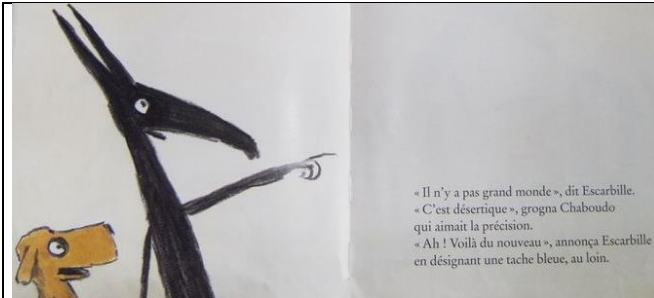 « Il n'y a pas grand monde », dit Escarbille.
« C'est désertique », grogna Chaboudo
qui aimait la précision.
« Ah ! Voilà du nouveau », annonça Escarbille
en désignant une tache bleue, au loin.